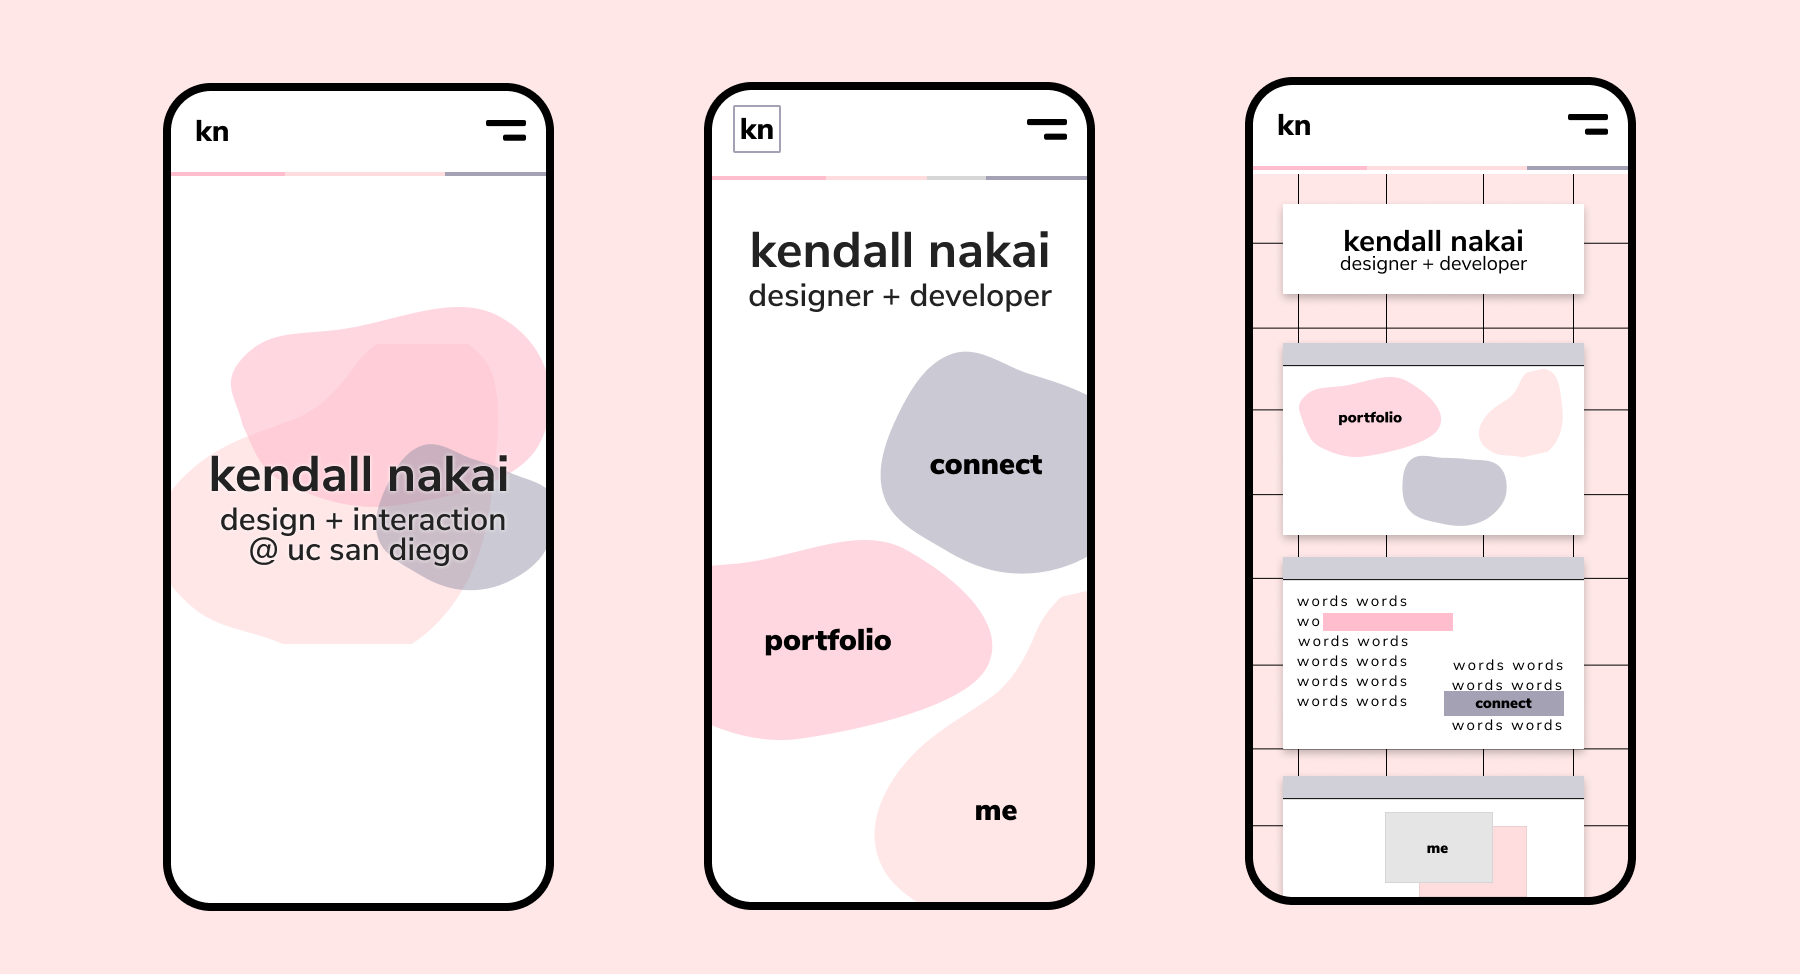 kn
kendall nakai
design + interaction
@ uc san diego
kn
kendall nakai
designer + developer
connect
portfolio
me
kn
kendall nakai
designer + developer
portfolio
words words
wo
words words
words words
words words
words words
words words
words words
connect
words words
me